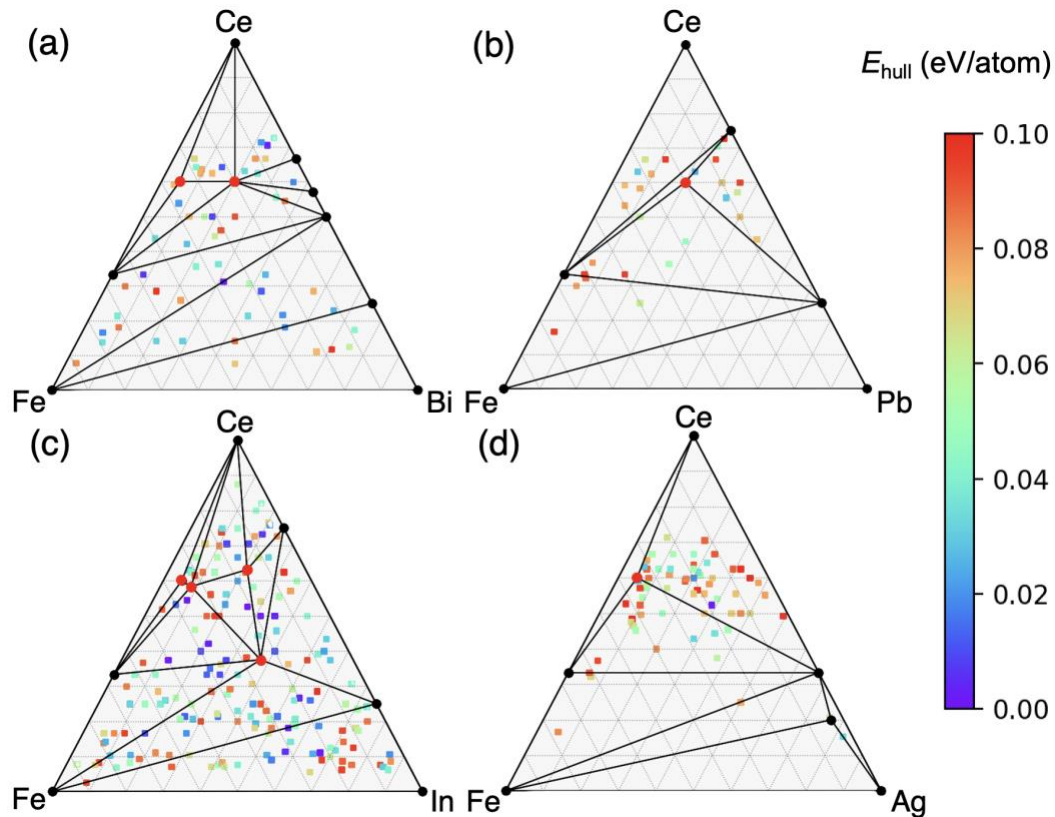 (a)
Ce
(b)
Ce
E_hull (eV/atom)
0.10
0.08
0.06
0.04
0.02
0.00
Fe
Bi
Fe
Pb
(c)
Ce
(d)
Ce
Fe
In
Fe
Ag